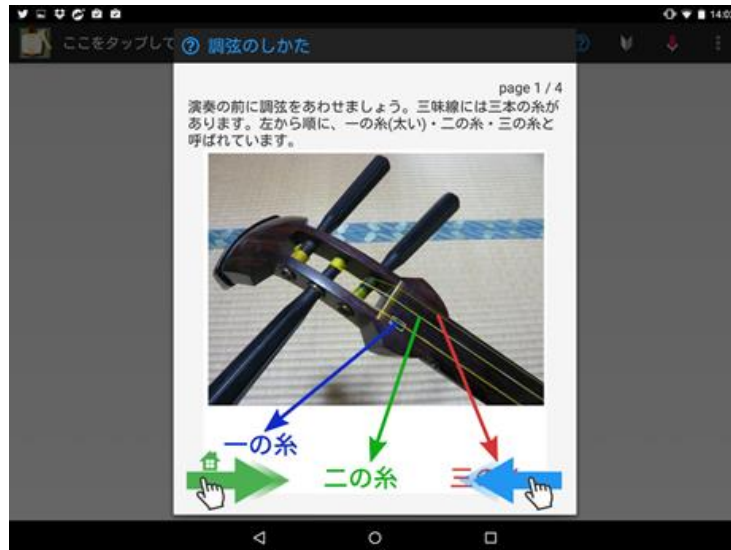 14:03
ここをタップして
調弦のしかた
page 1 / 4
演奏の前に調弦をあわせましょう。三味線には三本の糸が
あります。左から順に、一の糸(太い)・二の糸・三の糸と
呼ばれています。
一の糸
二の糸
三の